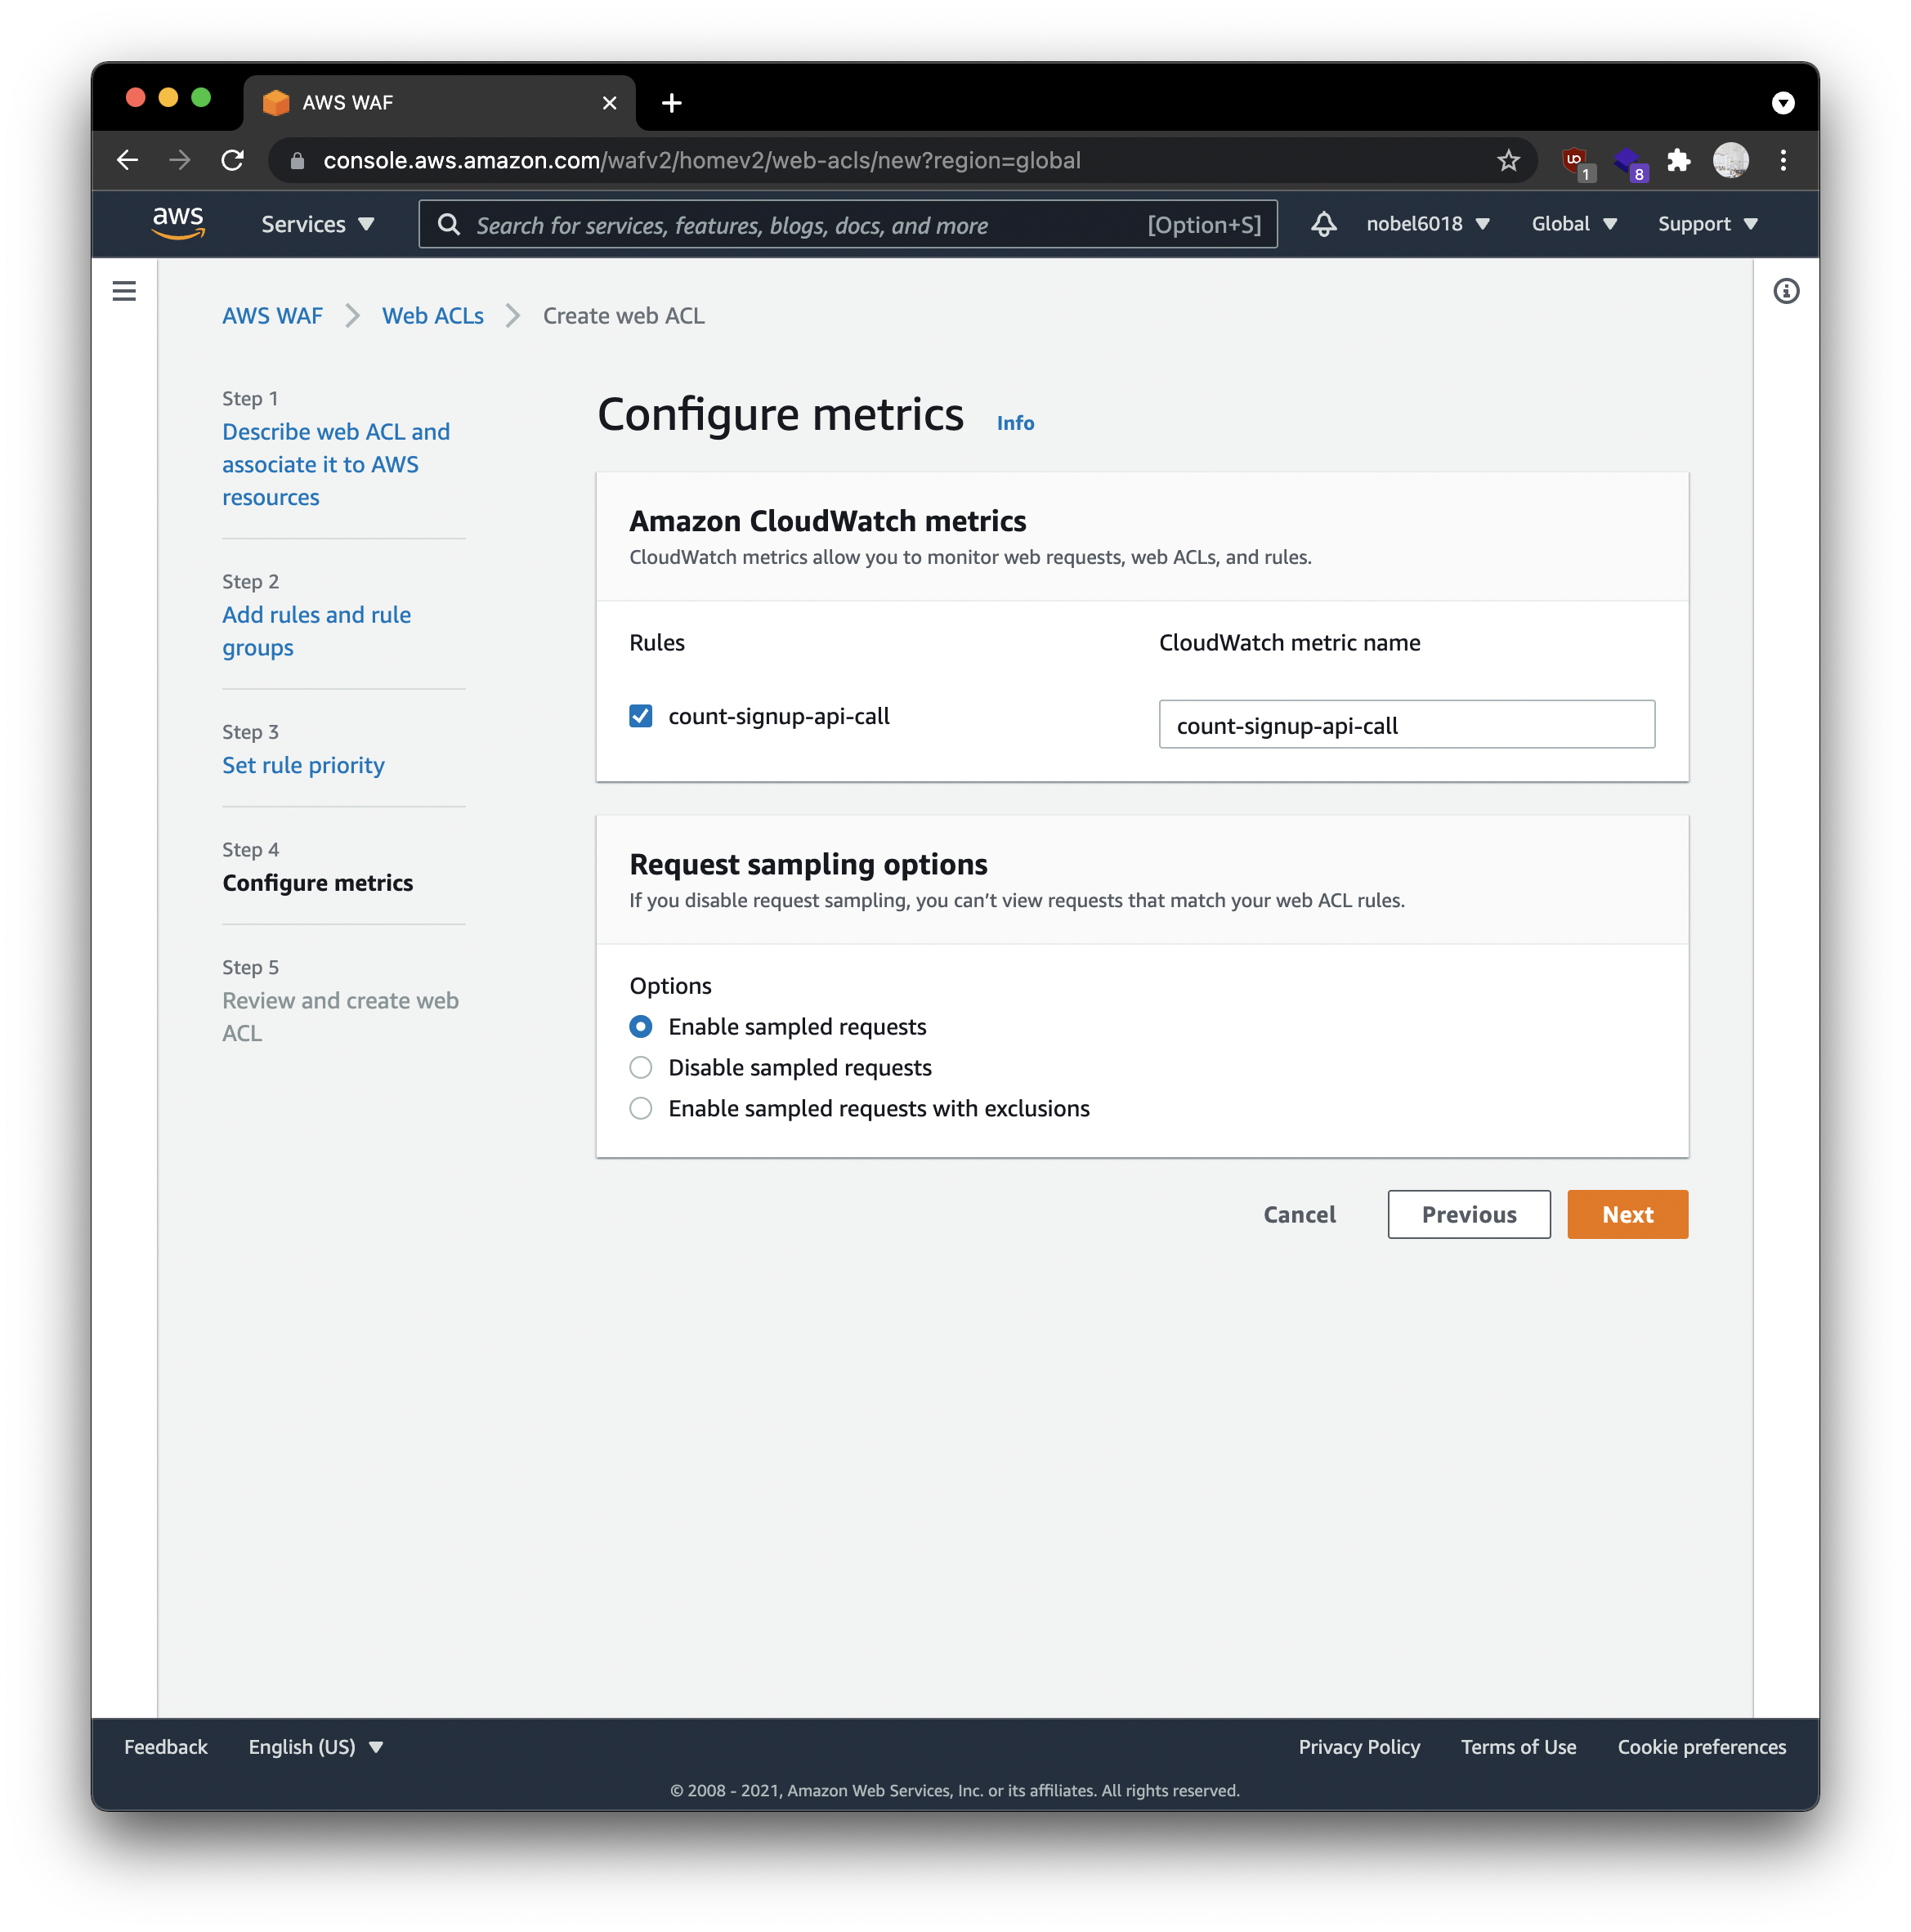 AWS WAF
console.aws.amazon.com/wafv2/homev2/web-acls/new?region=global
1
8
aws
Services
Search for services, features, blogs, docs, and more
[Option+S]
nobel6018
Global
Support
AWS WAF
Web ACLs
Create web ACL
Step 1
Describe web ACL and
associate it to AWS
resources
Step 2
Add rules and rule
groups
Step 3
Set rule priority
Step 4
Configure metrics
Step 5
Review and create web
ACL
Configure metrics
Info
Amazon CloudWatch metrics
CloudWatch metrics allow you to monitor web requests, web ACLs, and rules.
Rules
CloudWatch metric name
count-signup-api-call
count-signup-api-call
Request sampling options
If you disable request sampling, you can’t view requests that match your web ACL rules.
Options
Enable sampled requests
Disable sampled requests
Enable sampled requests with exclusions
Cancel
Previous
Next
Feedback
English (US)
Privacy Policy
Terms of Use
Cookie preferences
© 2008 - 2021, Amazon Web Services, Inc. or its affiliates. All rights reserved.